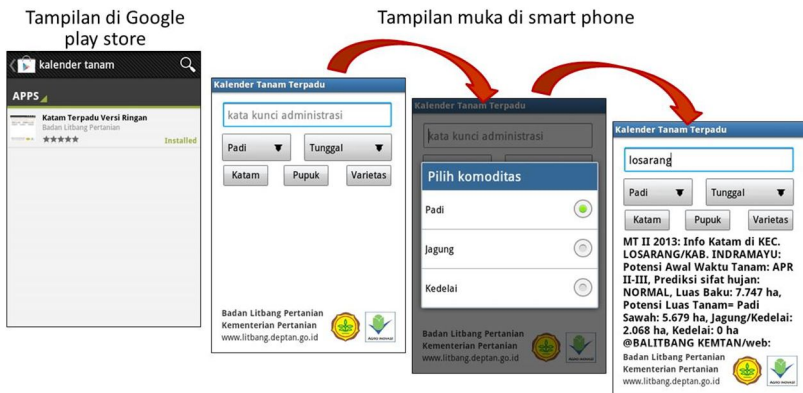 Tampilan di Google
play store
Tampilan muka di smart phone
kalender tanam
APPS
Katam Terpadu Versi Ringan
Badan Litbang Pertanian
Installed
Kalender Tanam Terpadu
kata kunci administrasi
Padi
Tunggal
Katam
Pupuk
Varietas
Badan Litbang Pertanian
Kementerian Pertanian
www.litbang.deptan.go.id
Kalender Tanam Terpadu
kata kunci administrasi
Pilih komoditas
Padi
Jagung
Kedelai
Badan Litbang Pertanian
Kementerian Pertanian
www.litbang.deptan.go.id
Kalender Tanam Terpadu
losarang
Padi
Tunggal
Katam
Pupuk
Varietas
MT II 2013: Info Katam di KEC.
LOSARANG/KAB. INDRAMAYU:
Potensi Awal Waktu Tanam: APR
II-III, Prediksi sifat hujan:
NORMAL, Luas Baku: 7.747 ha,
Potensi Luas Tanam= Padi
Sawah: 5.679 ha, Jagung/Kedelai:
2.068 ha, Kedelai: 0 ha
@BALITBANG KEMTAN/web:
Badan Litbang Pertanian
Kementerian Pertanian
www.litbang.deptan.go.id